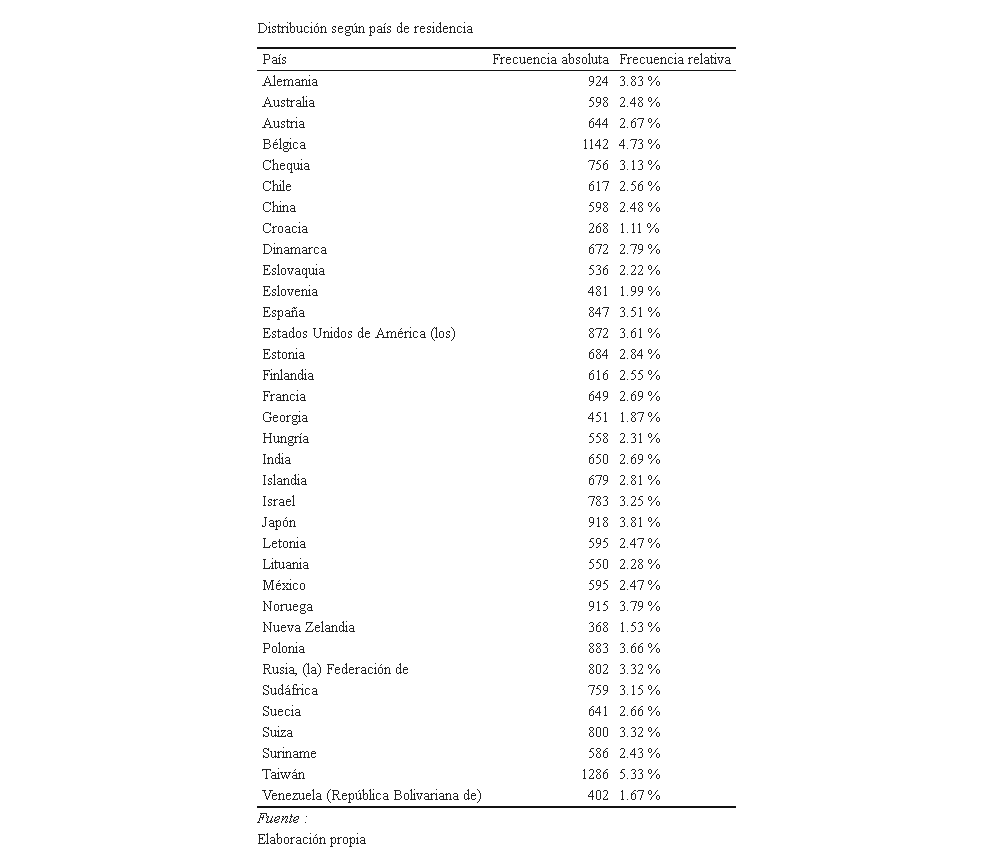 Distribución según país de residencia
País Frecuencia absoluta Frecuencia relativa
Alemania 924 3.83 %
Australia 598 2.48 %
Austria 644 2.67 %
Bélgica 1142 4.73 %
Chequia 756 3.13 %
Chile 617 2.56 %
China 598 2.48 %
Croacia 268 1.11 %
Dinamarca 672 2.79 %
Eslovaquia 536 2.22 %
Eslovenia 481 1.99 %
España 847 3.51 %
Estados Unidos de América (los) 872 3.61 %
Estonia 684 2.84 %
Finlandia 616 2.55 %
Francia 649 2.69 %
Georgia 451 1.87 %
Hungría 558 2.31 %
India 650 2.69 %
Islandia 679 2.81 %
Israel 783 3.25 %
Japón 918 3.81 %
Letonia 595 2.47 %
Lituania 550 2.28 %
México 595 2.47 %
Noruega 915 3.79 %
Nueva Zelandia 368 1.53 %
Polonia 883 3.66 %
Rusia, (la) Federación de 802 3.32 %
Sudáfrica 759 3.15 %
Suecia 641 2.66 %
Suiza 800 3.32 %
Suriname 586 2.43 %
Taiwán 1286 5.33 %
Venezuela (República Bolivariana de) 402 1.67 %
Fuente :
Elaboración propia